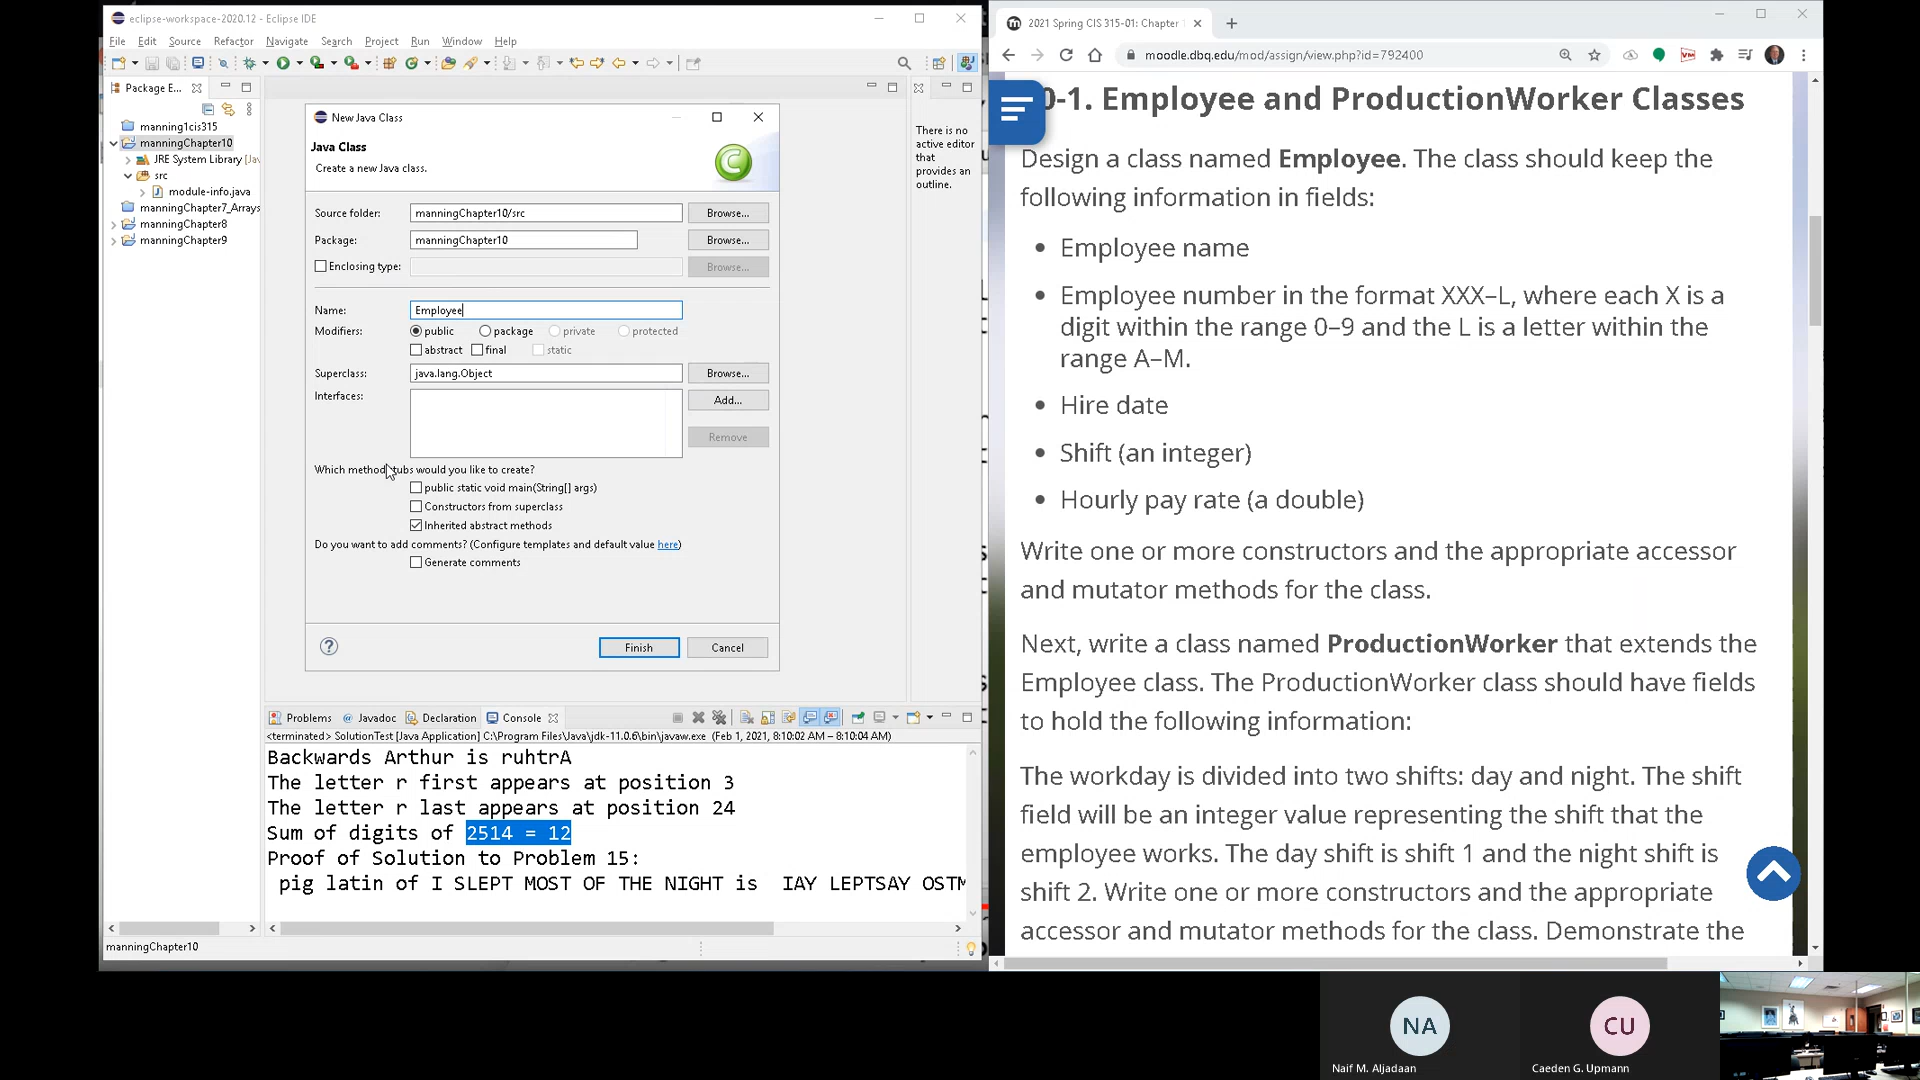 eclipse-workspace-2020.12 - Eclipse IDE
File Edit Source Refactor Navigate Search Project Run Window Help
Package E...
manning1cis315
manningChapter10
JRE System Library [Jav
src
module-info.java
manningChapter7_Arrays
manningChapter8
manningChapter9
New Java Class
Java Class
Create a new Java class.
Source folder: manningChapter10/src Browse...
Package: manningChapter10 Browse...
Enclosing type: Browse...
Name: Employee
Modifiers: public package private protected
abstract final static
Superclass: java.lang.Object Browse...
Interfaces: Add...
Remove
Which method stubs would you like to create?
public static void main(String[] args)
Constructors from superclass
Inherited abstract methods
Do you want to add comments? (Configure templates and default value here)
Generate comments
Finish Cancel
There is no
active editor
that
provides an
outline.
Problems Javadoc Declaration Console
<terminated> SolutionTest [Java Application] C:\Program Files\Java\jdk-11.0.6\bin\javaw.exe (Feb 1, 2021, 8:10:02 AM – 8:10:04 AM)
Backwards Arthur is ruhtrA
The letter r first appears at position 3
The letter r last appears at position 24
Sum of digits of 2514 = 12
Proof of Solution to Problem 15:
pig latin of I SLEPT MOST OF THE NIGHT is IAY LEPTSAY OSTM
manningChapter10
2021 Spring CIS 315-01: Chapter
moodle.dbq.edu/mod/assign/view.php?id=792400
0-1. Employee and ProductionWorker Classes
Design a class named Employee. The class should keep the
following information in fields:
• Employee name
• Employee number in the format XXX–L, where each X is a
digit within the range 0–9 and the L is a letter within the
range A–M.
• Hire date
• Shift (an integer)
• Hourly pay rate (a double)
Write one or more constructors and the appropriate accessor
and mutator methods for the class.
Next, write a class named ProductionWorker that extends the
Employee class. The ProductionWorker class should have fields
to hold the following information:
The workday is divided into two shifts: day and night. The shift
field will be an integer value representing the shift that the
employee works. The day shift is shift 1 and the night shift is
shift 2. Write one or more constructors and the appropriate
accessor and mutator methods for the class. Demonstrate the
NA
Naif M. Aljadaan
CU
Caeden G. Upmann